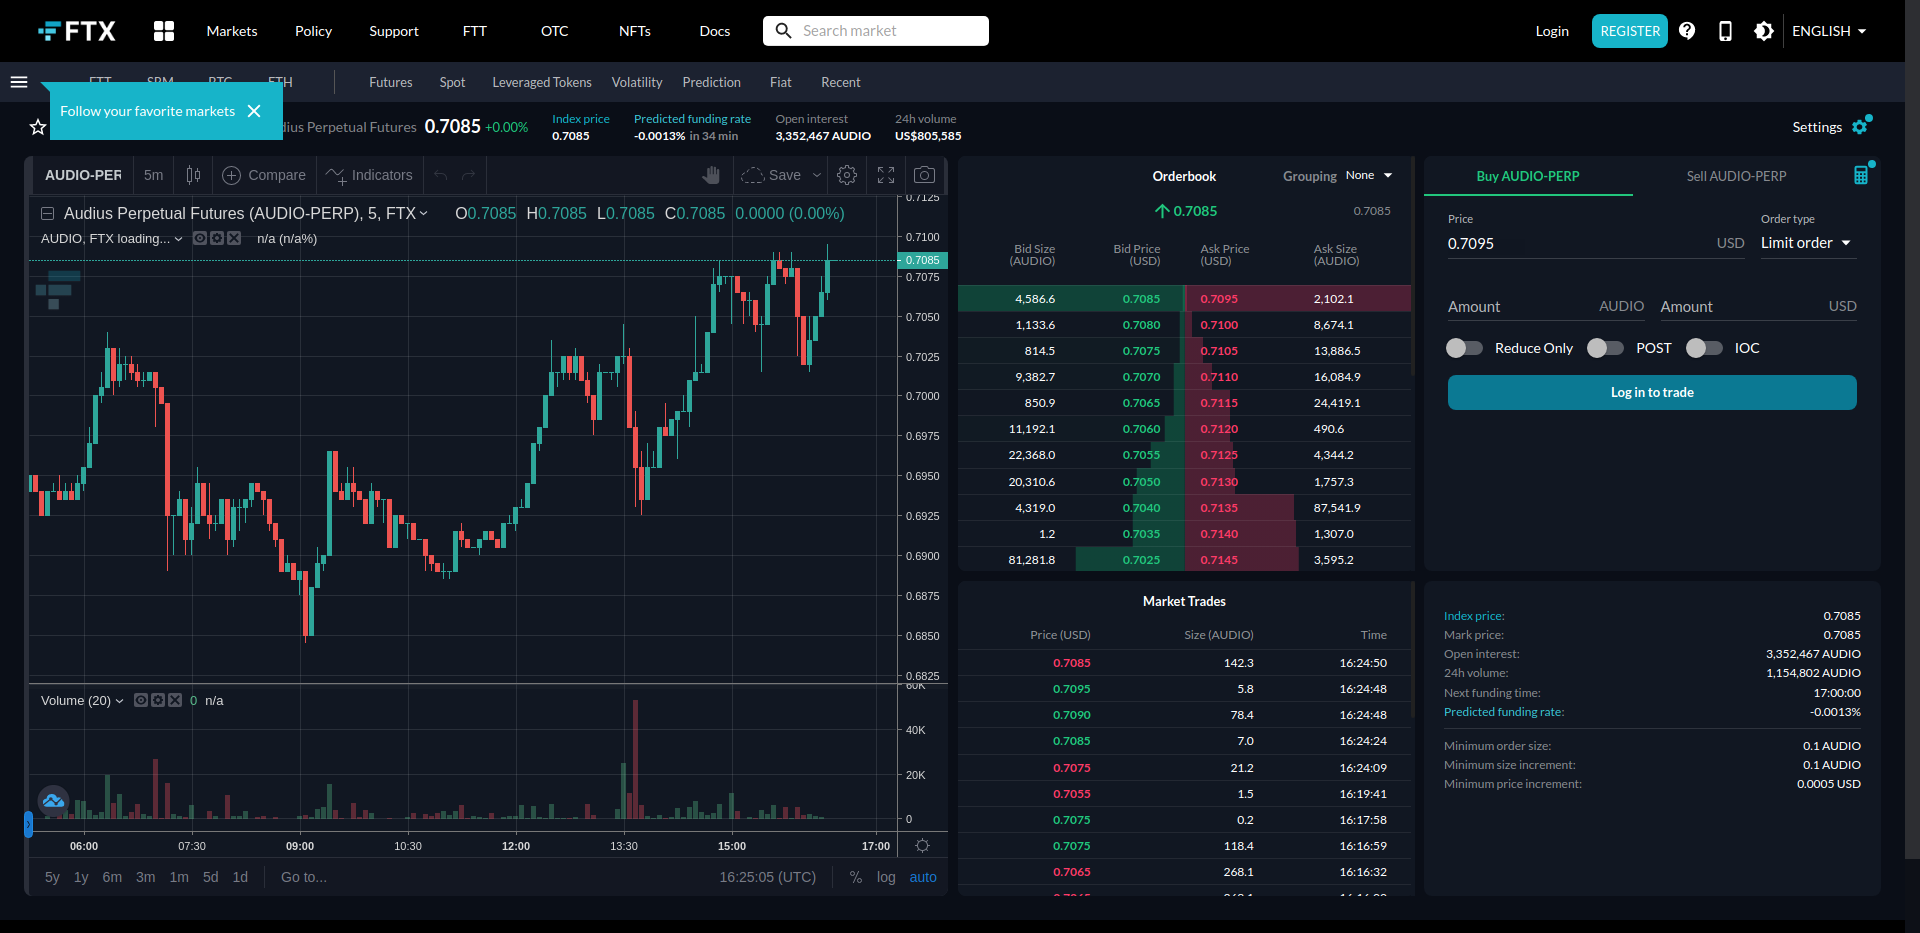 FTX
Markets
Policy
Support
FTT
OTC
NFTs
Docs
Search market
Login
REGISTER
ENGLISH
FTT
SRM
BTC
ETH
Futures
Spot
Leveraged Tokens
Volatility
Prediction
Fiat
Recent
Follow your favorite markets
dius Perpetual Futures
0.7085 +0.00%
Index price
0.7085
Predicted funding rate
-0.0013% in 34 min
Open interest
3,352,467 AUDIO
24h volume
US$805,585
Settings
AUDIO-PER
5m
Compare
Indicators
Save
Audius Perpetual Futures (AUDIO-PERP), 5, FTX
O0.7085 H0.7085 L0.7085 C0.7085 0.0000 (0.00%)
AUDIO, FTX loading...
n/a (n/a%)
0.7125
0.7100
0.7085
0.7075
0.7050
0.7025
0.7000
0.6975
0.6950
0.6925
0.6900
0.6875
0.6850
0.6825
Volume (20)
0 n/a
60K
40K
20K
0
06:00 07:30 09:00 10:30 12:00 13:30 15:00 17:00
5y 1y 6m 3m 1m 5d 1d
Go to...
16:25:05 (UTC)
% log auto
Orderbook
Grouping None
0.7085
0.7085
Bid Size (AUDIO) Bid Price (USD) Ask Price (USD) Ask Size (AUDIO)
4,586.6 0.7085 0.7095 2,102.1
1,133.6 0.7080 0.7100 8,674.1
814.5 0.7075 0.7105 13,886.5
9,382.7 0.7070 0.7110 16,084.9
850.9 0.7065 0.7115 24,419.1
11,192.1 0.7060 0.7120 490.6
22,368.0 0.7055 0.7125 4,344.2
20,310.6 0.7050 0.7130 1,757.3
4,319.0 0.7040 0.7135 87,541.9
1.2 0.7035 0.7140 1,307.0
81,281.8 0.7025 0.7145 3,595.2
Market Trades
Price (USD) Size (AUDIO) Time
0.7085 142.3 16:24:50
0.7095 5.8 16:24:48
0.7090 78.4 16:24:48
0.7085 7.0 16:24:24
0.7075 21.2 16:24:09
0.7055 1.5 16:19:41
0.7075 0.2 16:17:58
0.7075 118.4 16:16:59
0.7065 268.1 16:16:32
Buy AUDIO-PERP
Sell AUDIO-PERP
Price
0.7095 USD
Order type
Limit order
Amount AUDIO
Amount USD
Reduce Only
POST
IOC
Log in to trade
Index price: 0.7085
Mark price: 0.7085
Open interest: 3,352,467 AUDIO
24h volume: 1,154,802 AUDIO
Next funding time: 17:00:00
Predicted funding rate: -0.0013%
Minimum order size: 0.1 AUDIO
Minimum size increment: 0.1 AUDIO
Minimum price increment: 0.0005 USD